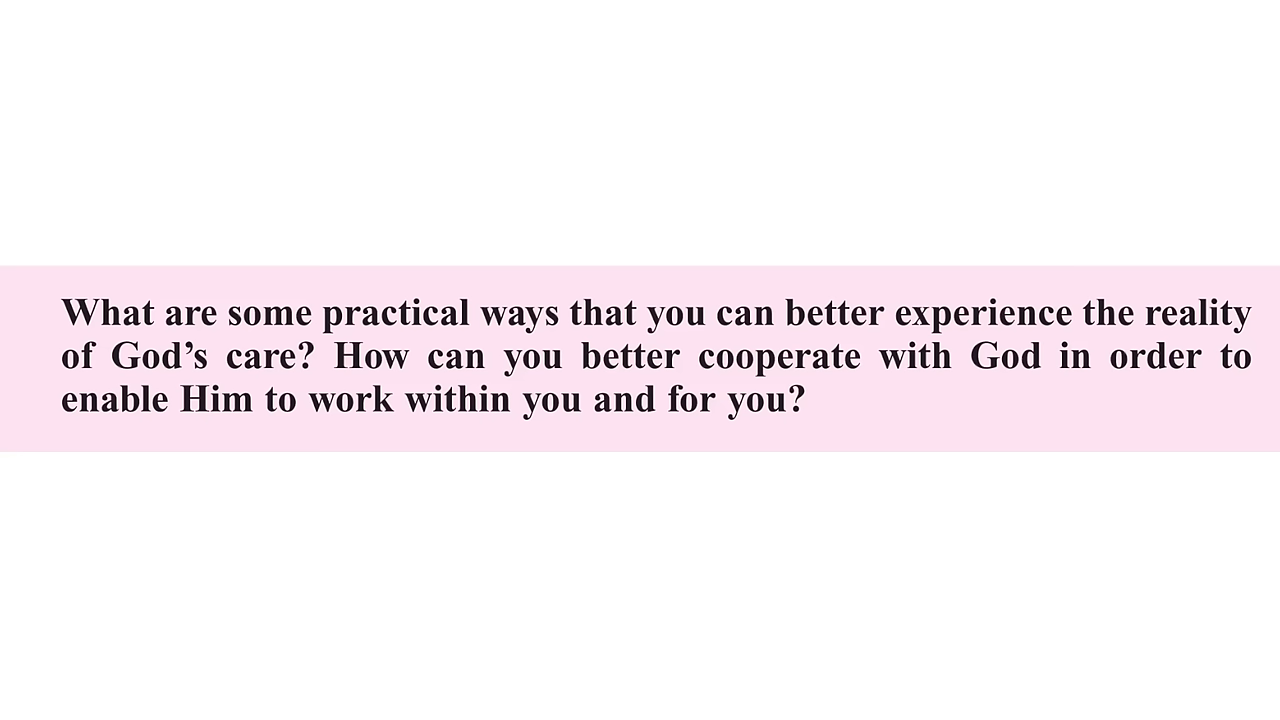 What are some practical ways that you can better experience the reality
of God’s care? How can you better cooperate with God in order to
enable Him to work within you and for you?